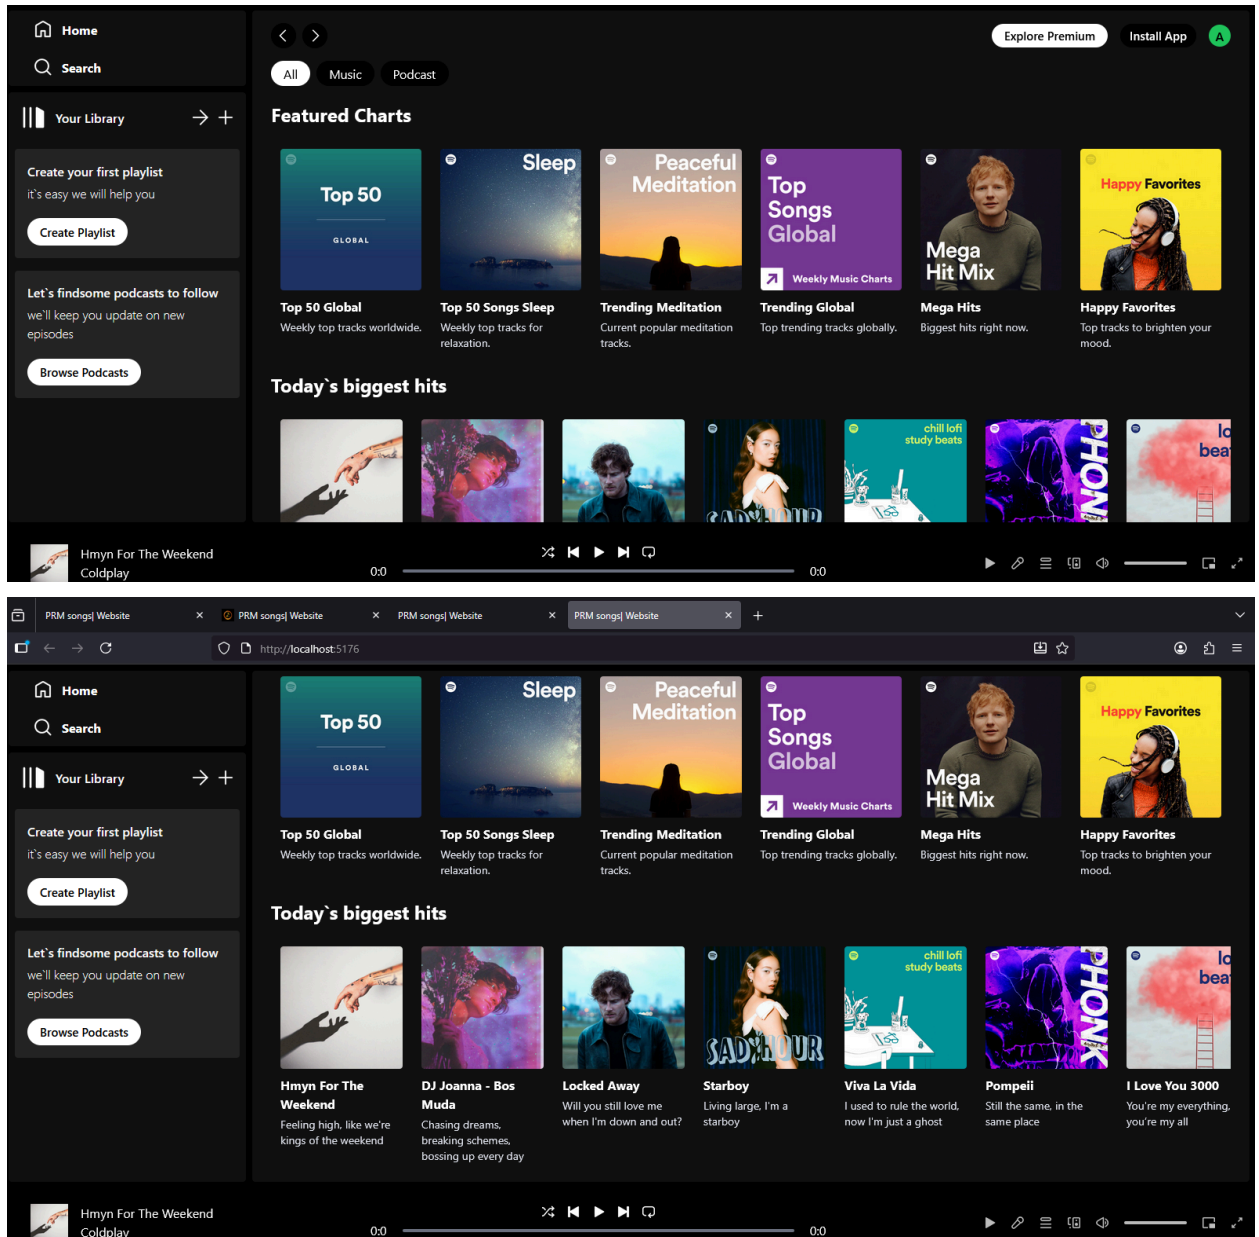 Home
Search
Your Library
Create your first playlist
it`s easy we will help you
Create Playlist
Let`s findsome podcasts to follow
we`ll keep you update on new
episodes
Browse Podcasts
Explore Premium
Install App
A
All
Music
Podcast
Featured Charts
Top 50
GLOBAL
Top 50 Global
Weekly top tracks worldwide.
Sleep
Top 50 Songs Sleep
Weekly top tracks for
relaxation.
Peaceful
Meditation
Trending Meditation
Current popular meditation
tracks.
Top
Songs
Global
Weekly Music Charts
Trending Global
Top trending tracks globally.
Mega
Hit Mix
Mega Hits
Biggest hits right now.
Happy Favorites
Happy Favorites
Top tracks to brighten your
mood.
Today`s biggest hits
chill lofi
study beats
PHONK
Hmyn For The Weekend
Coldplay
0:0
0:0
PRM songs| Website
PRM songs| Website
PRM songs| Website
PRM songs| Website
http://localhost:5176
Home
Search
Your Library
Create your first playlist
it`s easy we will help you
Create Playlist
Let`s findsome podcasts to follow
we`ll keep you update on new
episodes
Browse Podcasts
Top 50
GLOBAL
Top 50 Global
Weekly top tracks worldwide.
Sleep
Top 50 Songs Sleep
Weekly top tracks for
relaxation.
Peaceful
Meditation
Trending Meditation
Current popular meditation
tracks.
Top
Songs
Global
Weekly Music Charts
Trending Global
Top trending tracks globally.
Mega
Hit Mix
Mega Hits
Biggest hits right now.
Happy Favorites
Happy Favorites
Top tracks to brighten your
mood.
Today`s biggest hits
Hmyn For The
Weekend
Feeling high, like we're
kings of the weekend
DJ Joanna - Bos
Muda
Chasing dreams,
breaking schemes,
bossing up every day
Locked Away
Will you still love me
when I'm down and out?
SADHOUR
Starboy
Living large, I'm a
starboy
chill lofi
study beats
Viva La Vida
I used to rule the world,
now I'm just a ghost
PHONK
Pompeii
Still the same, in the
same place
I Love You 3000
You're my everything,
you're my all
Hmyn For The Weekend
Coldplay
0:0
0:0